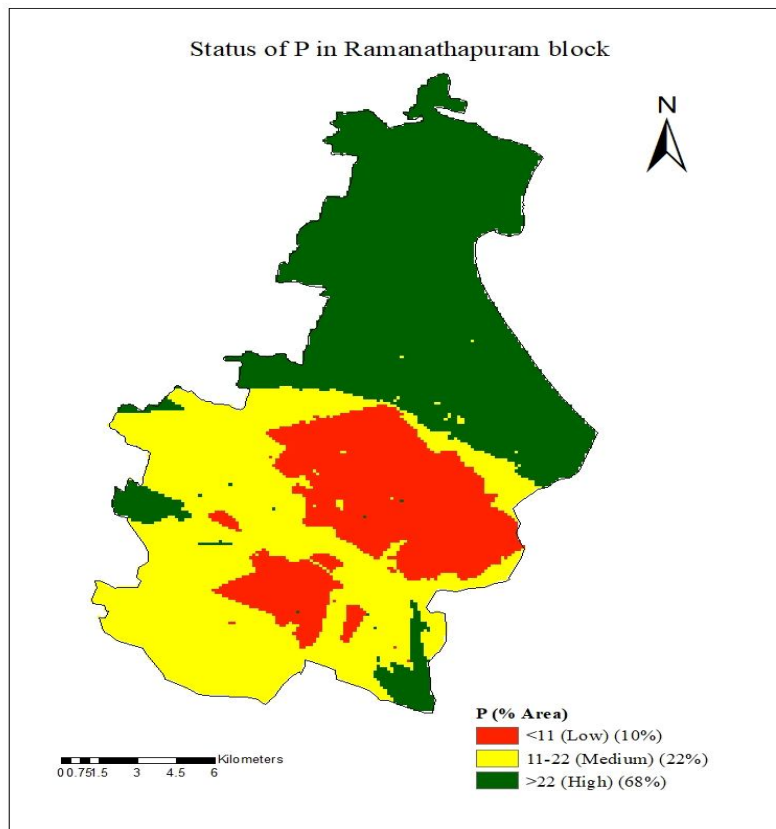 Status of P in Ramanathapuram block
N
P (% Area)
<11 (Low) (10%)
11-22 (Medium) (22%)
>22 (High) (68%)
Kilometers
0 0.75 1.5 3 4.5 6